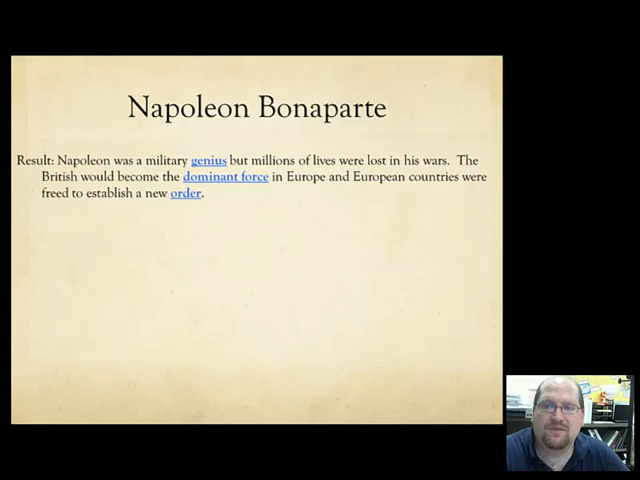 Napoleon Bonaparte
Result: Napoleon was a military genius but millions of lives were lost in his wars. The
British would become the dominant force in Europe and European countries were
freed to establish a new order.